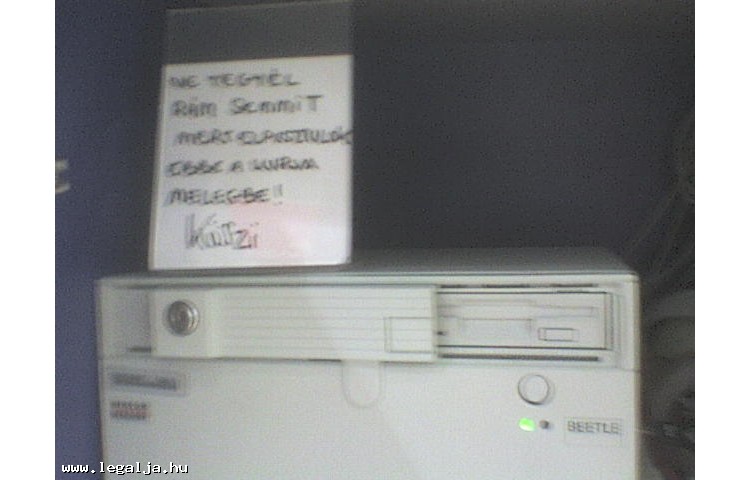 NE TEGYÉL
RÁM SEMMIT
MERT ELPUSZTULOK
EBBE A KURVA
MELEGBE!!
BEETLE
www.legalja.hu